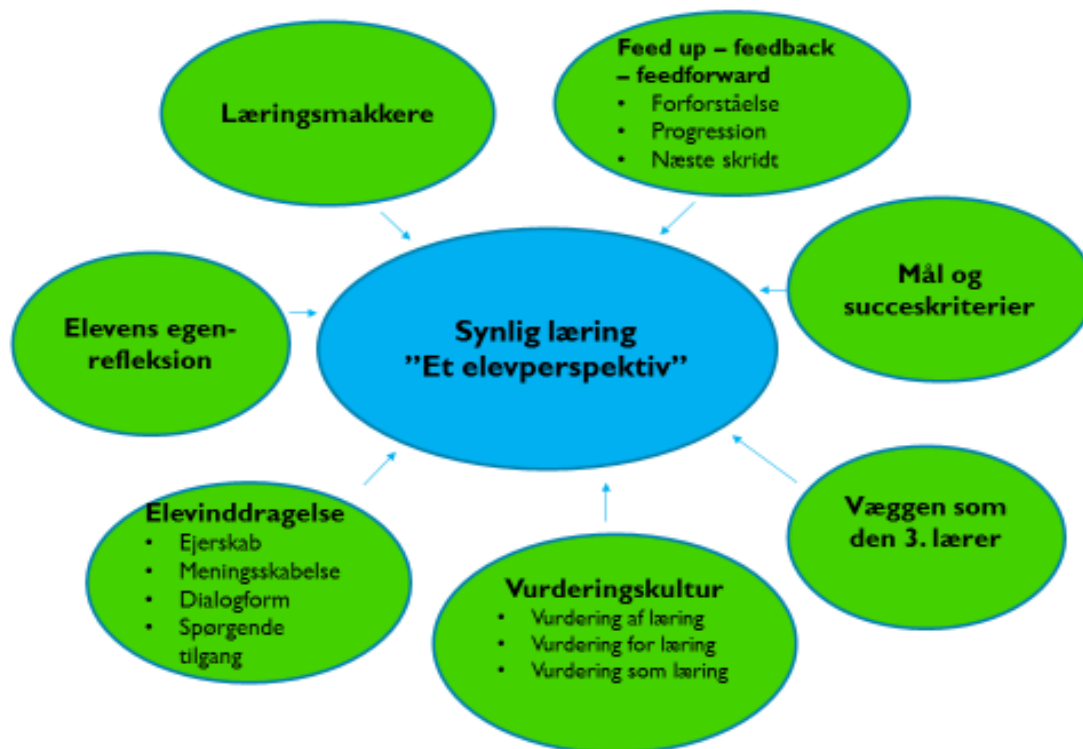 Læringsmakkere
Feed up – feedback
– feedforward
• Forforståelse
• Progression
• Næste skridt
Mål og
succeskriterier
Elevens egen-
refleksion
Synlig læring
”Et elevperspektiv”
Væggen som
den 3. lærer
Elevinddragelse
• Ejerskab
• Meningsskabelse
• Dialogform
• Spørgende
tilgang
Vurderingskultur
• Vurdering af læring
• Vurdering for læring
• Vurdering som læring